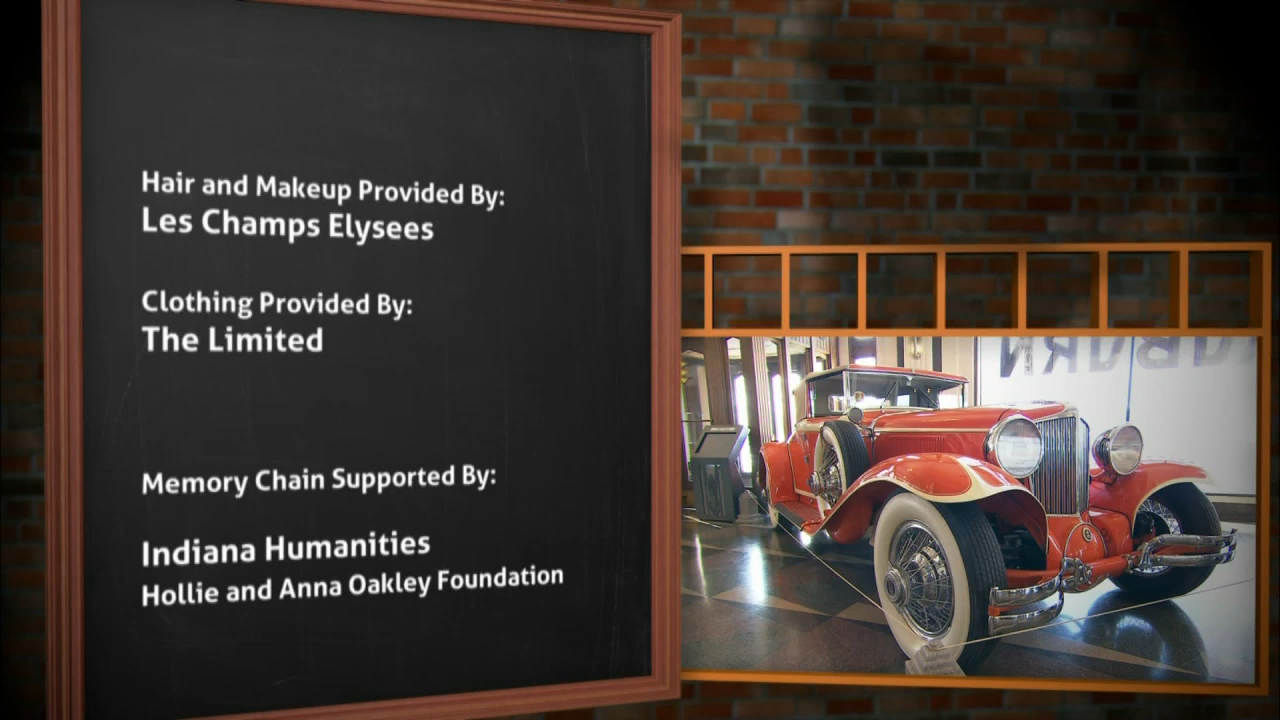 Hair and Makeup Provided By:
Les Champs Elysees
Clothing Provided By:
The Limited
Memory Chain Supported By:
Indiana Humanities
Hollie and Anna Oakley Foundation
AUBURN